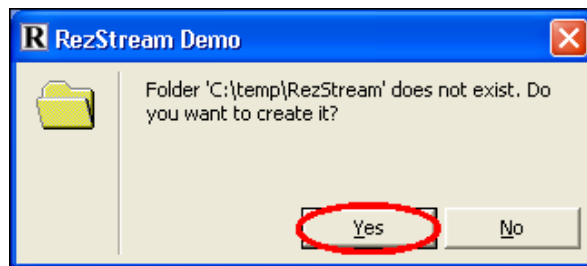 R RezStream Demo
Folder 'C:\temp\RezStream' does not exist. Do
you want to create it?
Yes No